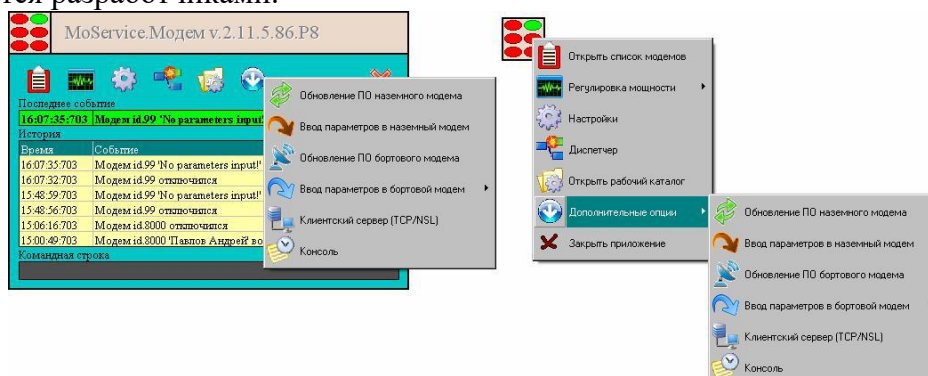 тся разработчиками.
MoService.Модем v.2.11.5.86.P8
Последнее событие
16:07:35:703 Модем id.99 'No parameters input!'
История
Время Событие
16:07:35:703 Модем id.99 'No parameters input!'
16:07:32:703 Модем id.99 отключился
15:48:59:703 Модем id.99 'No parameters input!'
15:48:56:703 Модем id.99 отключился
15:06:16:703 Модем id.8000 отключился
15:00:49:703 Модем id.8000 'Павлов Андрей' во
Командная строка
Обновление ПО наземного модема
Ввод параметров в наземный модем
Обновление ПО бортового модема
Ввод параметров в бортовой модем
Клиентский сервер (TCP/NSL)
Консоль
Открыть список модемов
Регулировка мощности
Настройки
Диспетчер
Открыть рабочий каталог
Дополнительные опции
Закрыть приложение
Обновление ПО наземного модема
Ввод параметров в наземный модем
Обновление ПО бортового модема
Ввод параметров в бортовой модем
Клиентский сервер (TCP/NSL)
Консоль